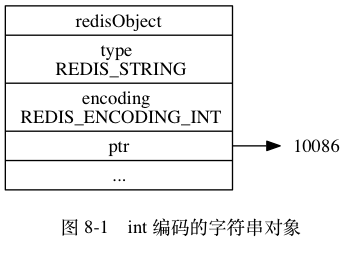 redisObject
type
REDIS_STRING
encoding
REDIS_ENCODING_INT
ptr
10086
...
图 8-1 int 编码的字符串对象